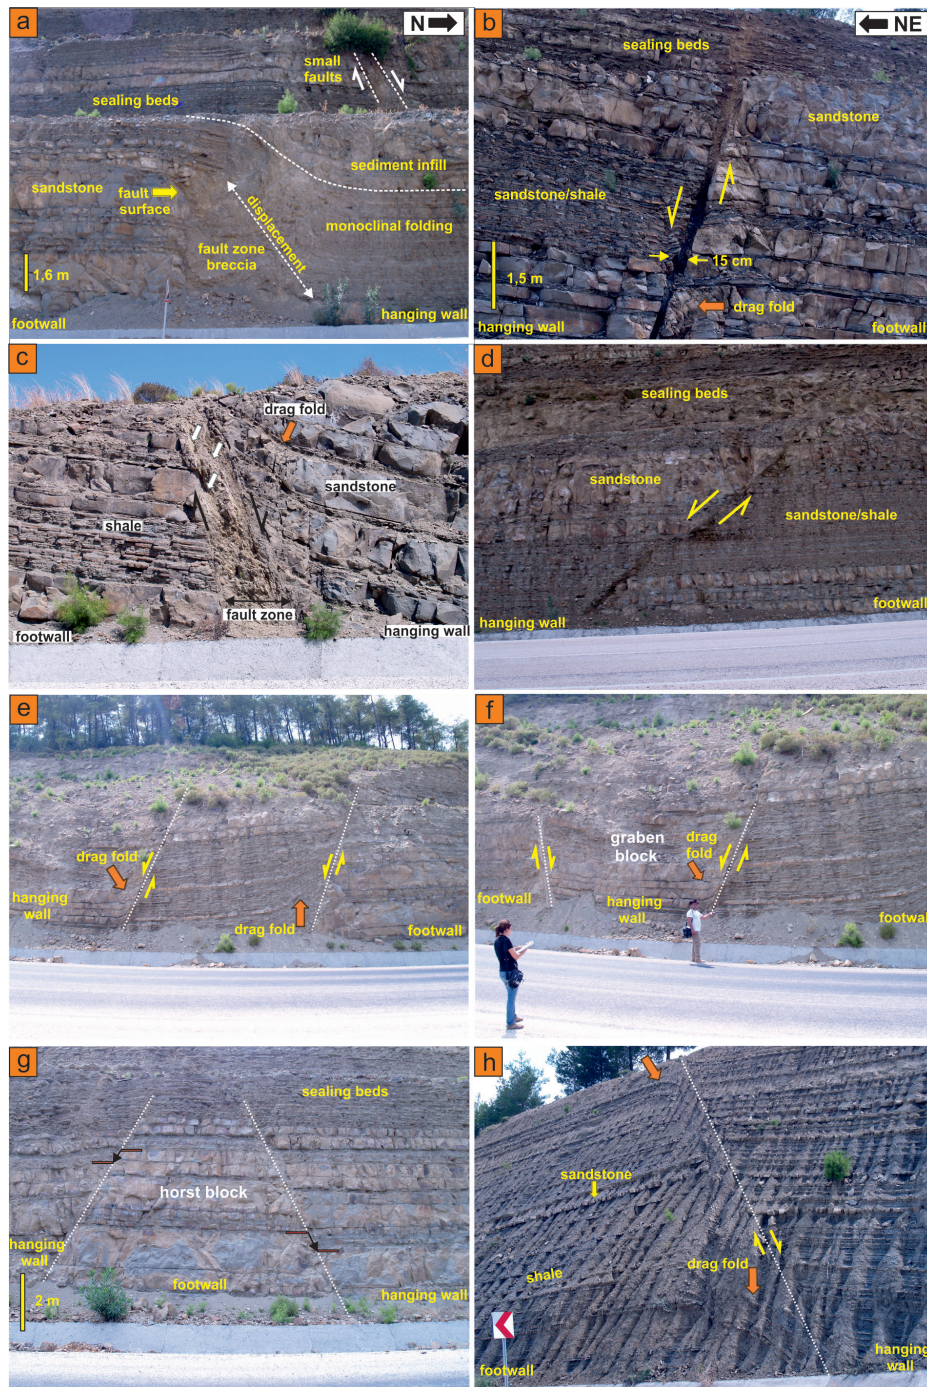 a
N
small
faults
sealing beds
sediment infill
sandstone
fault
surface
displacement
monoclinal folding
fault zone
breccia
1,6 m
footwall
hanging wall
b
NE
sealing beds
sandstone
sandstone/shale
15 cm
1,5 m
drag fold
hanging wall
footwall
c
drag fold
sandstone
shale
fault zone
footwall
hanging wall
d
sealing beds
sandstone
sandstone/shale
footwall
hanging wall
e
drag fold
hanging
wall
drag fold
footwall
f
graben
block
drag
fold
footwall
hanging
wall
footwall
g
sealing beds
horst block
hanging
wall
footwall
hanging wall
2 m
h
sandstone
shale
drag fold
footwall
hanging
wall